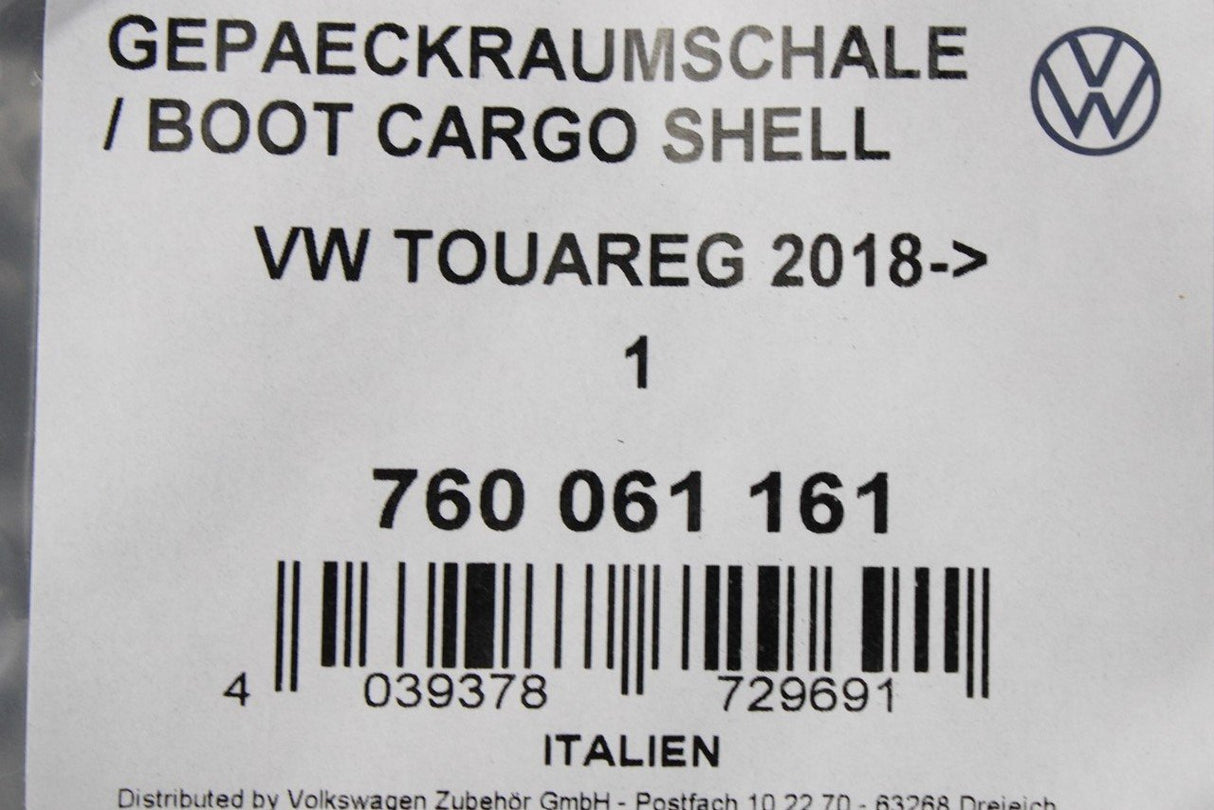 GEPAECKRAUMSCHALE
/ BOOT CARGO SHELL
VW TOUAREG 2018->
1
760 061 161
4 039378 729691
ITALIEN
Distributed by Volkswagen Zubehör GmbH - Postfach 10 22 70 - 63268 Dreieich